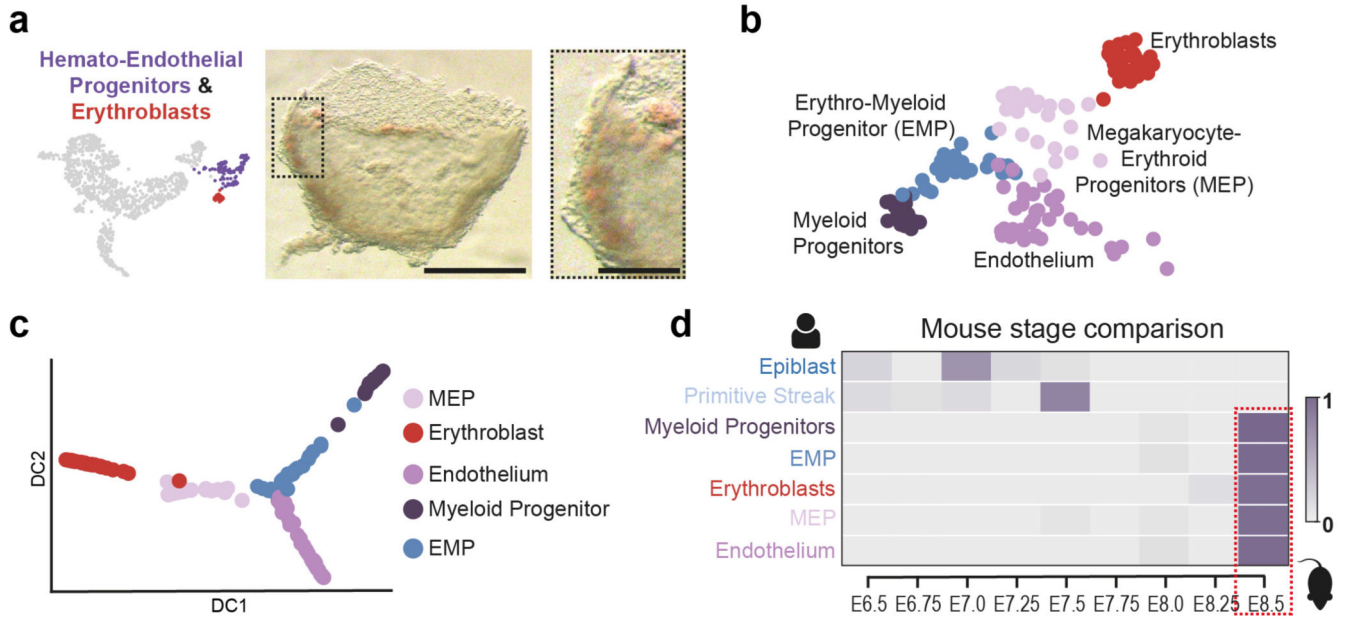 a
Hemato-Endothelial
Progenitors &
Erythroblasts
b
Erythroblasts
Erythro-Myeloid
Progenitor (EMP)
Megakaryocyte-
Erythroid
Progenitors (MEP)
Myeloid
Progenitors
Endothelium
c
DC2
DC1
MEP
Erythroblast
Endothelium
Myeloid Progenitor
EMP
d
Mouse stage comparison
Epiblast
Primitive Streak
Myeloid Progenitors
EMP
Erythroblasts
MEP
Endothelium
1
0
E6.5 E6.75 E7.0 E7.25 E7.5 E7.75 E8.0 E8.25 E8.5